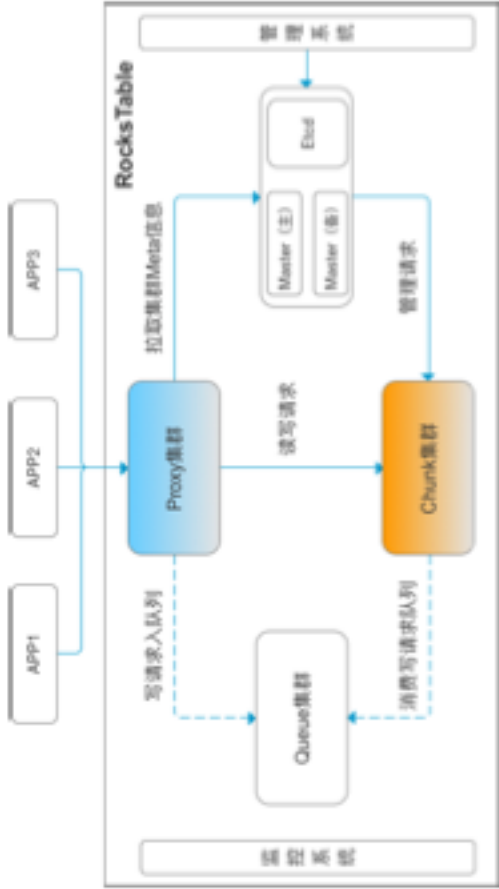 APP1
APP2
APP3
RocksTable
监控系统
管理系统
Proxy集群
写请求入队列
拉取集群Meta信息
读写请求
Queue集群
Master（主）
Master（备）
Etcd
消费写请求队列
管理请求
Chunk集群